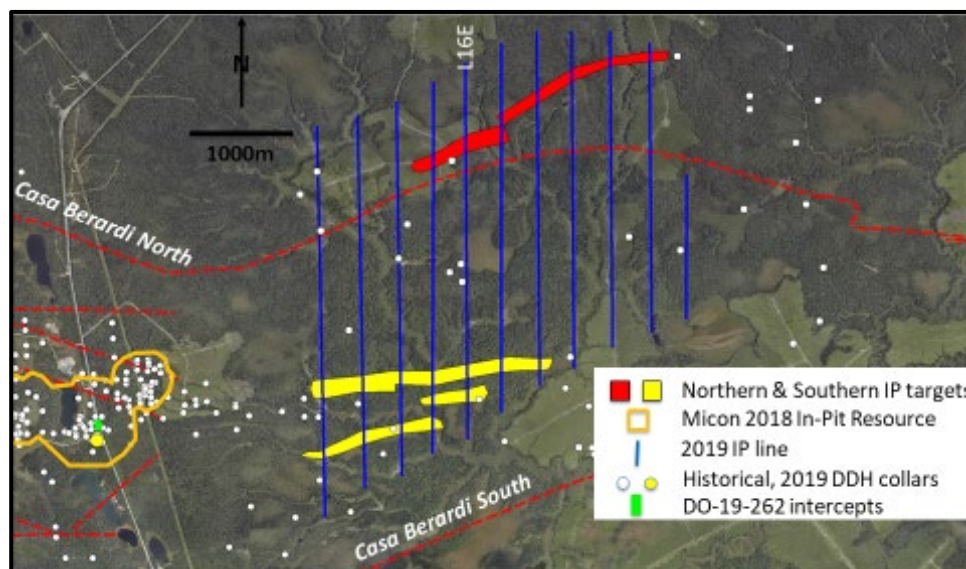 N
L16E
1000m
Casa Berardi North
Casa Berardi South
Northern & Southern IP targets
Micon 2018 In-Pit Resource
2019 IP line
Historical, 2019 DDH collars
DO-19-262 intercepts